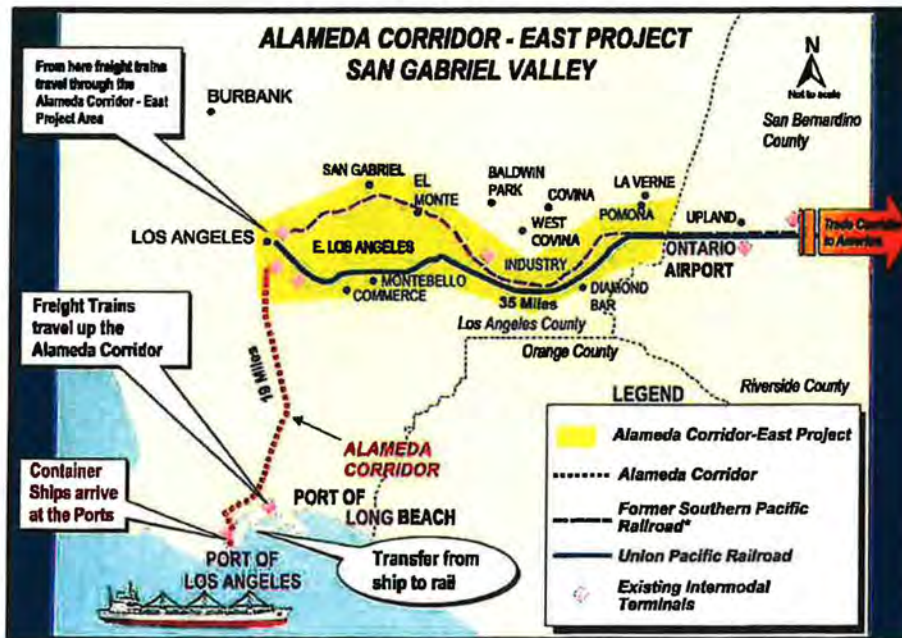 ALAMEDA CORRIDOR - EAST PROJECT
SAN GABRIEL VALLEY
N
Not to scale
From here freight trains
travel through the
Alameda Corridor - East
Project Area
BURBANK
San Bernardino
County
SAN GABRIEL
EL
MONTE
BALDWIN
PARK
COVINA
LA VERNE
POMONA
UPLAND
WEST
COVINA
LOS ANGELES
E. LOS ANGELES
INDUSTRY
ONTARIO
AIRPORT
Trade Corridor
to America
MONTEBELLO
COMMERCE
35 Miles
DIAMOND
BAR
Freight Trains
travel up the
Alameda Corridor
Los Angeles County
Orange County
Riverside County
19 Miles
ALAMEDA
CORRIDOR
Container
Ships arrive
at the Ports
PORT OF
LONG BEACH
PORT OF
LOS ANGELES
Transfer from
ship to rail
LEGEND
Alameda Corridor-East Project
Alameda Corridor
Former Southern Pacific
Railroad*
Union Pacific Railroad
Existing Intermodal
Terminals